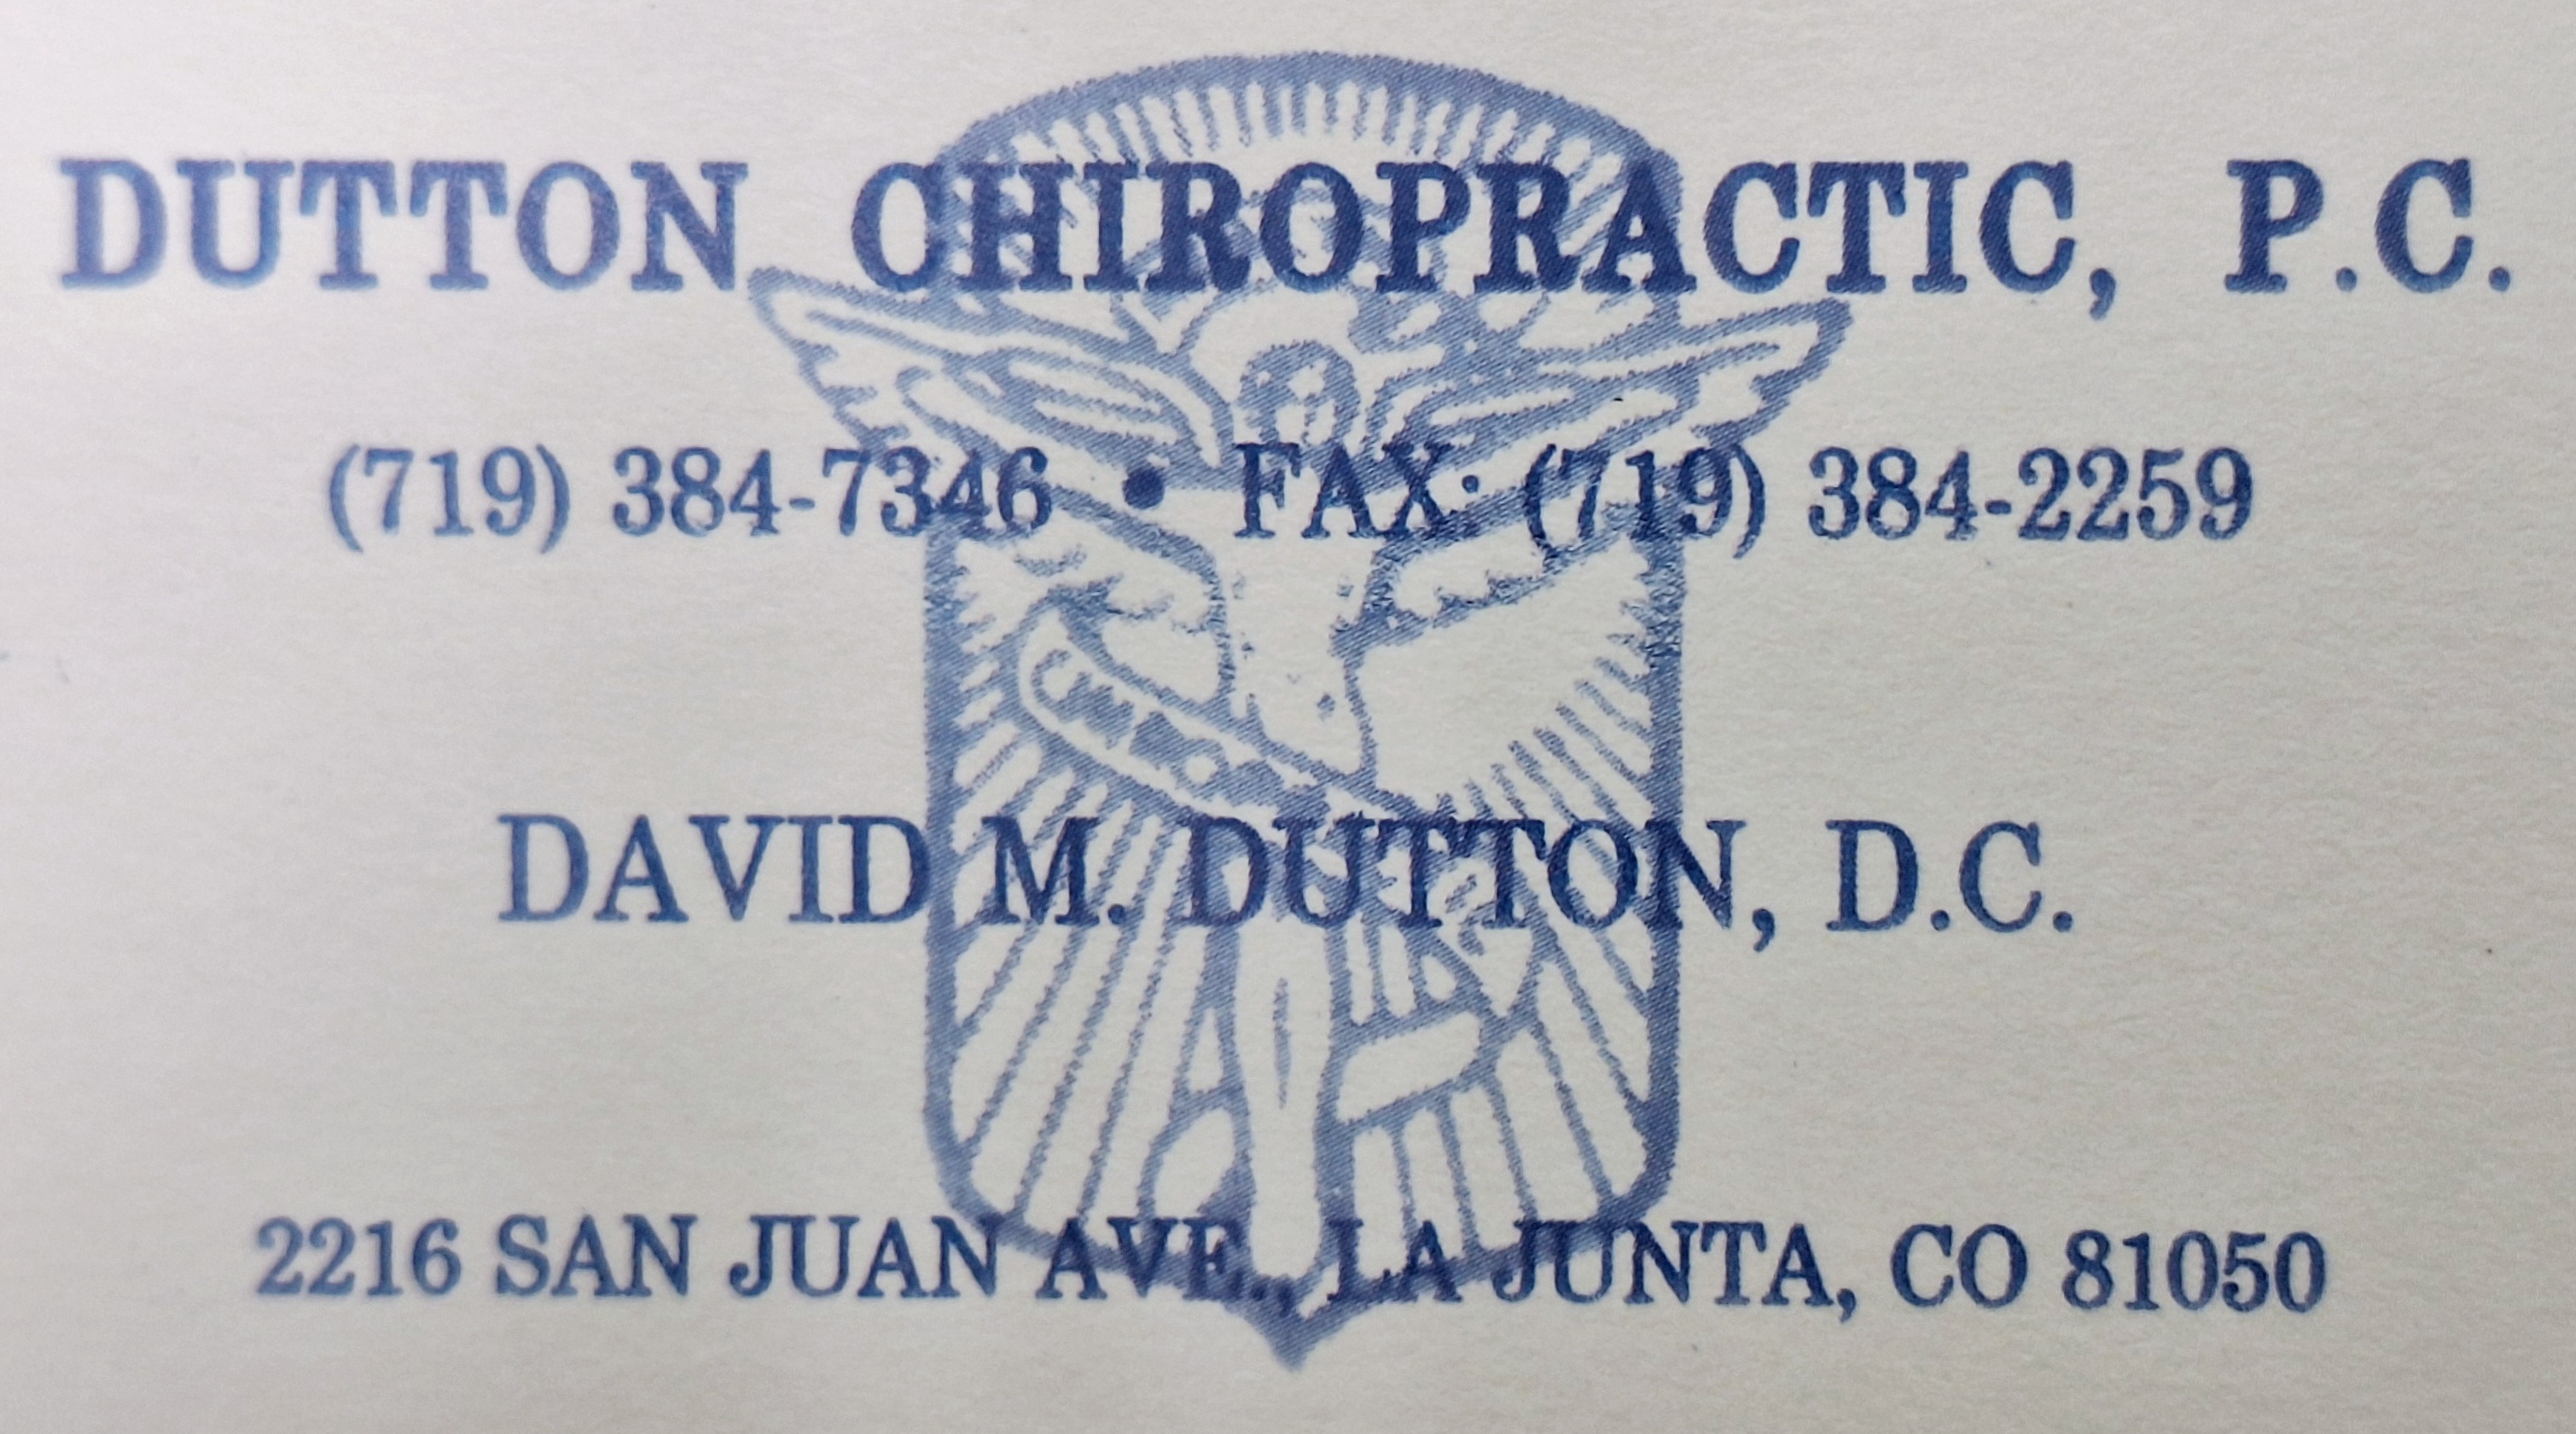 DUTTON CHIROPRACTIC, P.C.
(719) 384-7346 • FAX: (719) 384-2259
DAVID M. DUTTON, D.C.
2216 SAN JUAN AVE., LA JUNTA, CO 81050